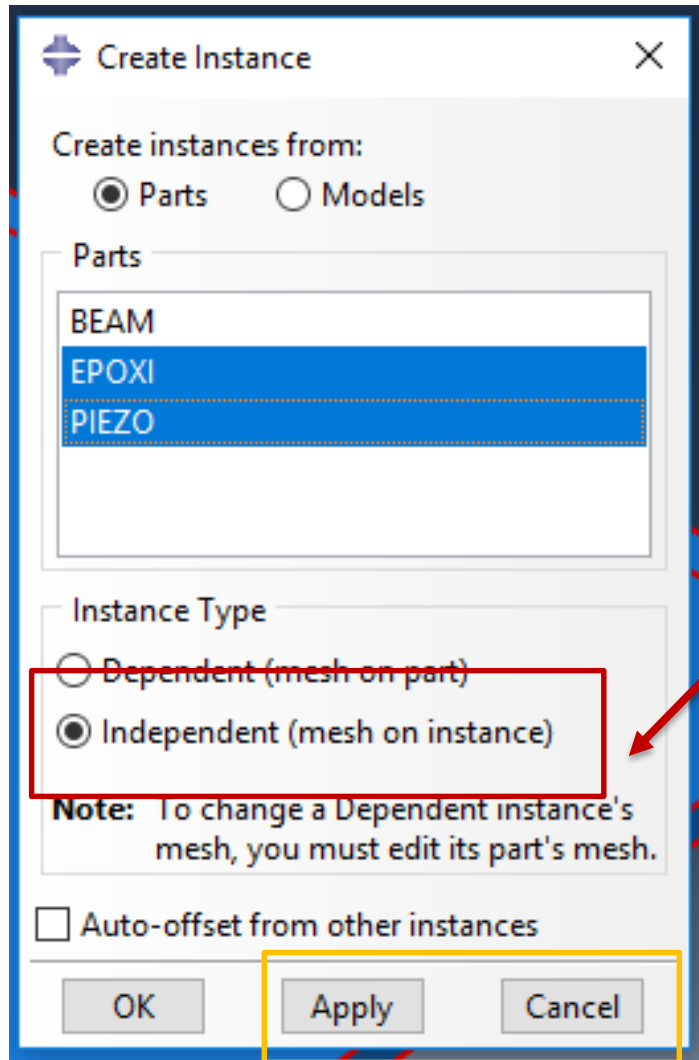 Create Instance
Create instances from:
Parts Models
Parts
BEAM
EPOXI
PIEZO
Instance Type
Dependent (mesh on part)
Independent (mesh on instance)
Note: To change a Dependent instance's
mesh, you must edit its part's mesh.
Auto-offset from other instances
OK Apply Cancel